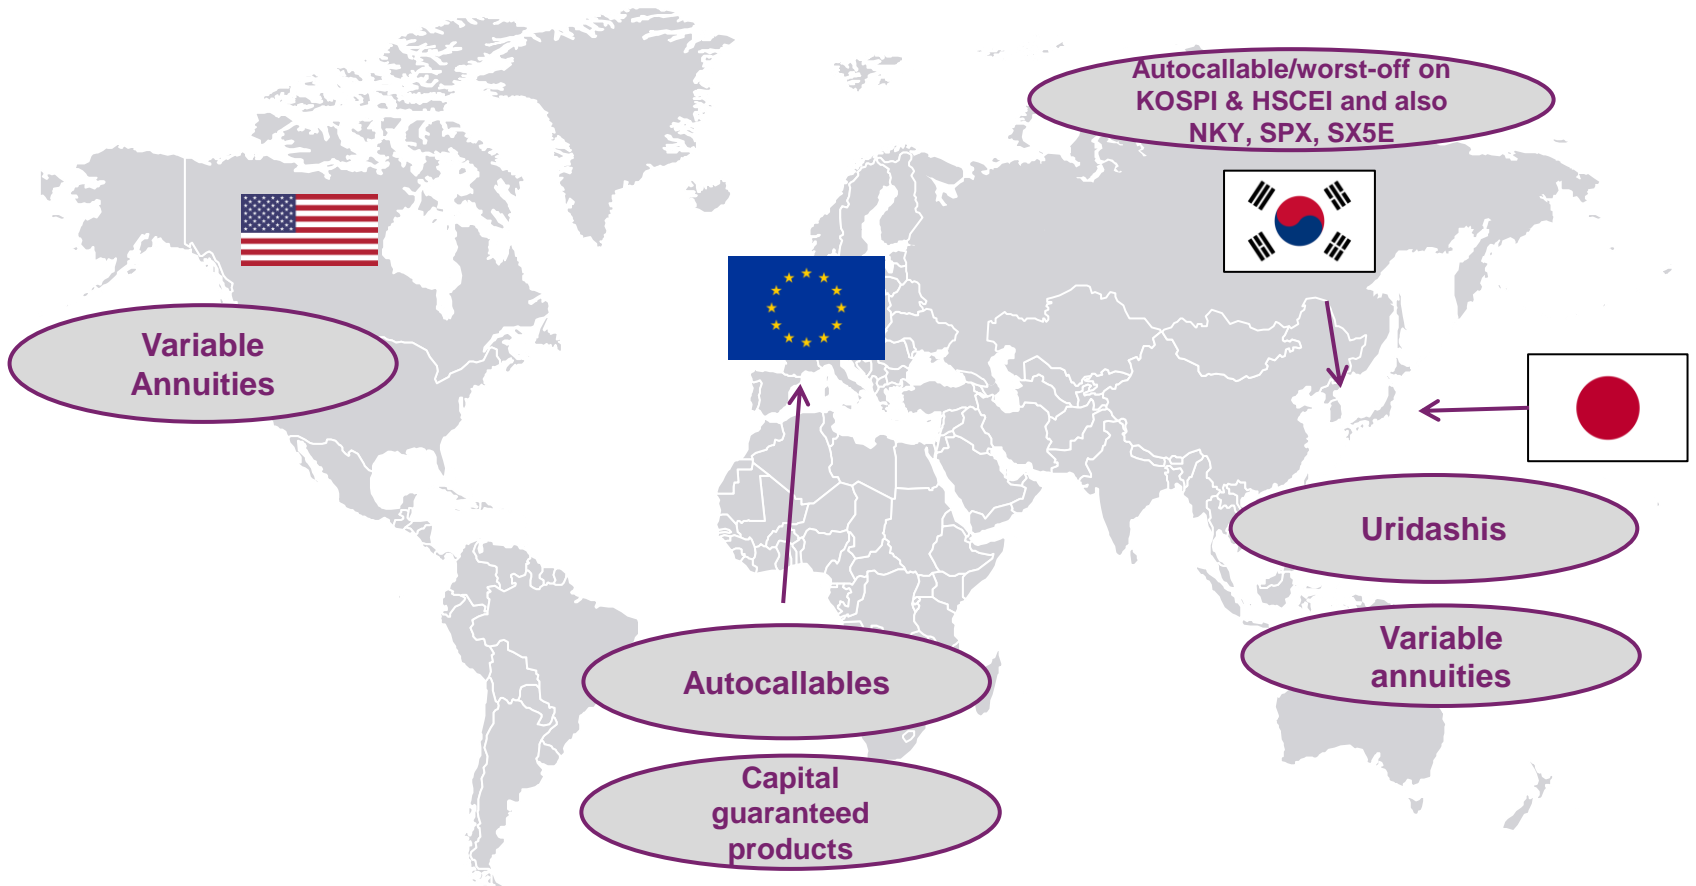 Autocallable/worst-off on
KOSPI & HSCEI and also
NKY, SPX, SX5E
Variable
Annuities
Uridashis
Variable
annuities
Autocallables
Capital
guaranteed
products